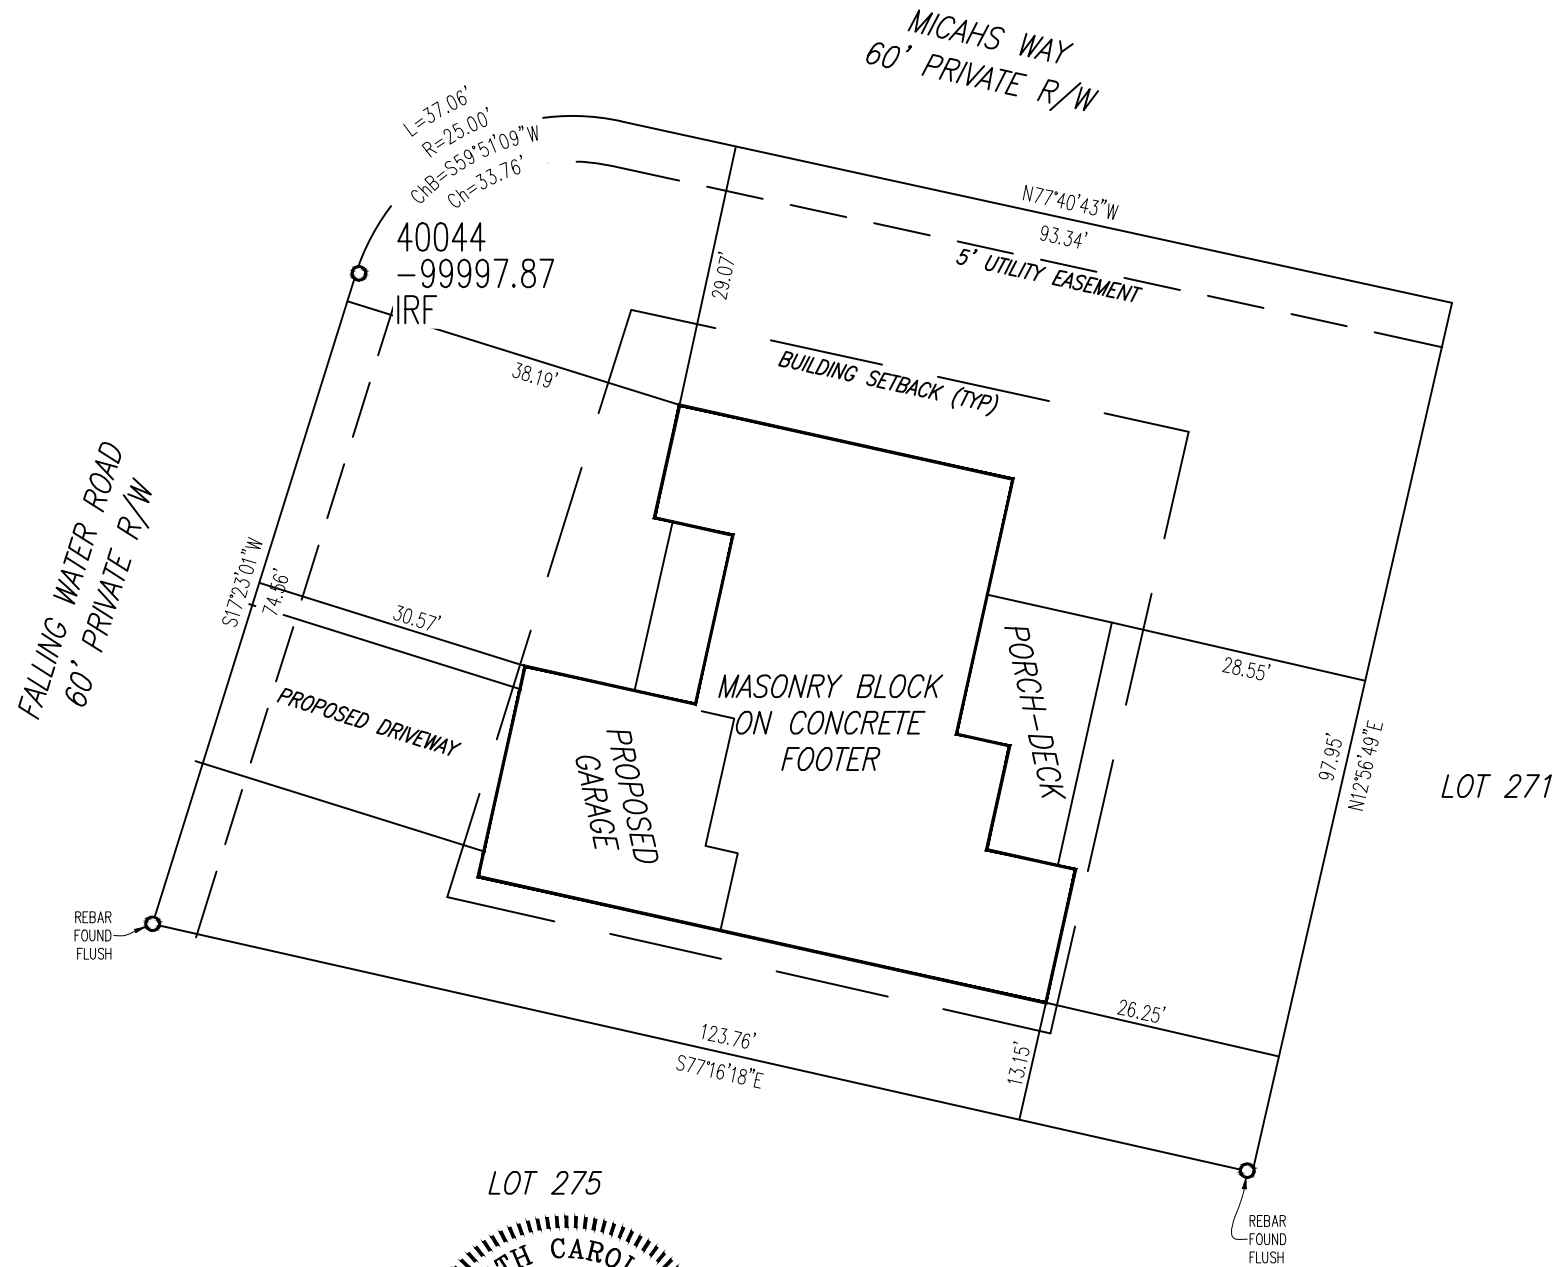 MICAHS WAY
60' PRIVATE R/W
L=37.06'
R=25.00'
ChB=S59°51'09"W
Ch=33.76'
40044
-99997.87
IRF
N77°40'43"W
93.34'
5' UTILITY EASEMENT
29.07'
BUILDING SETBACK (TYP)
38.19'
FALLING WATER ROAD
60' PRIVATE R/W
S17°23'01"W
74.56'
30.57'
PROPOSED DRIVEWAY
PROPOSED
GARAGE
MASONRY BLOCK
ON CONCRETE
FOOTER
PORCH-DECK
28.55'
97.95'
N12°56'49"E
LOT 271
REBAR
FOUND
FLUSH
26.25'
13.15'
123.76'
S77°16'18"E
LOT 275
REBAR
FOUND
FLUSH
TH CARO